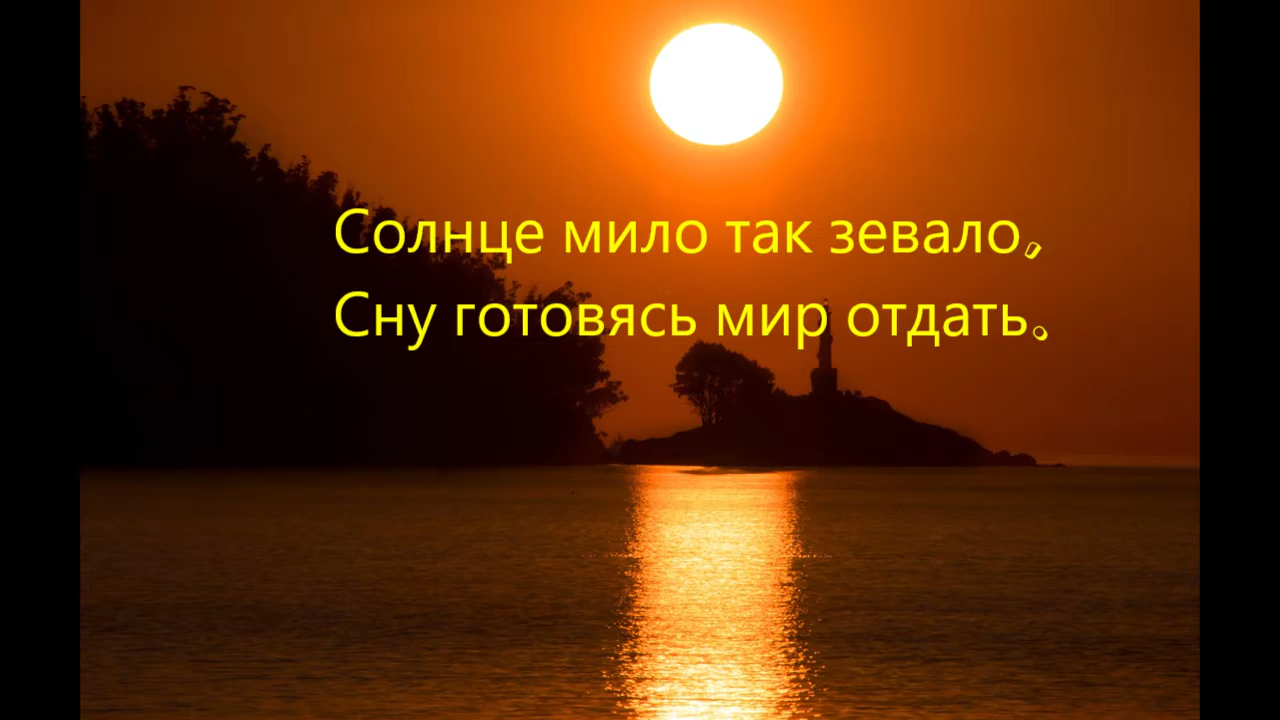 Солнце мило так зевало,
Сну готовясь мир отдать。